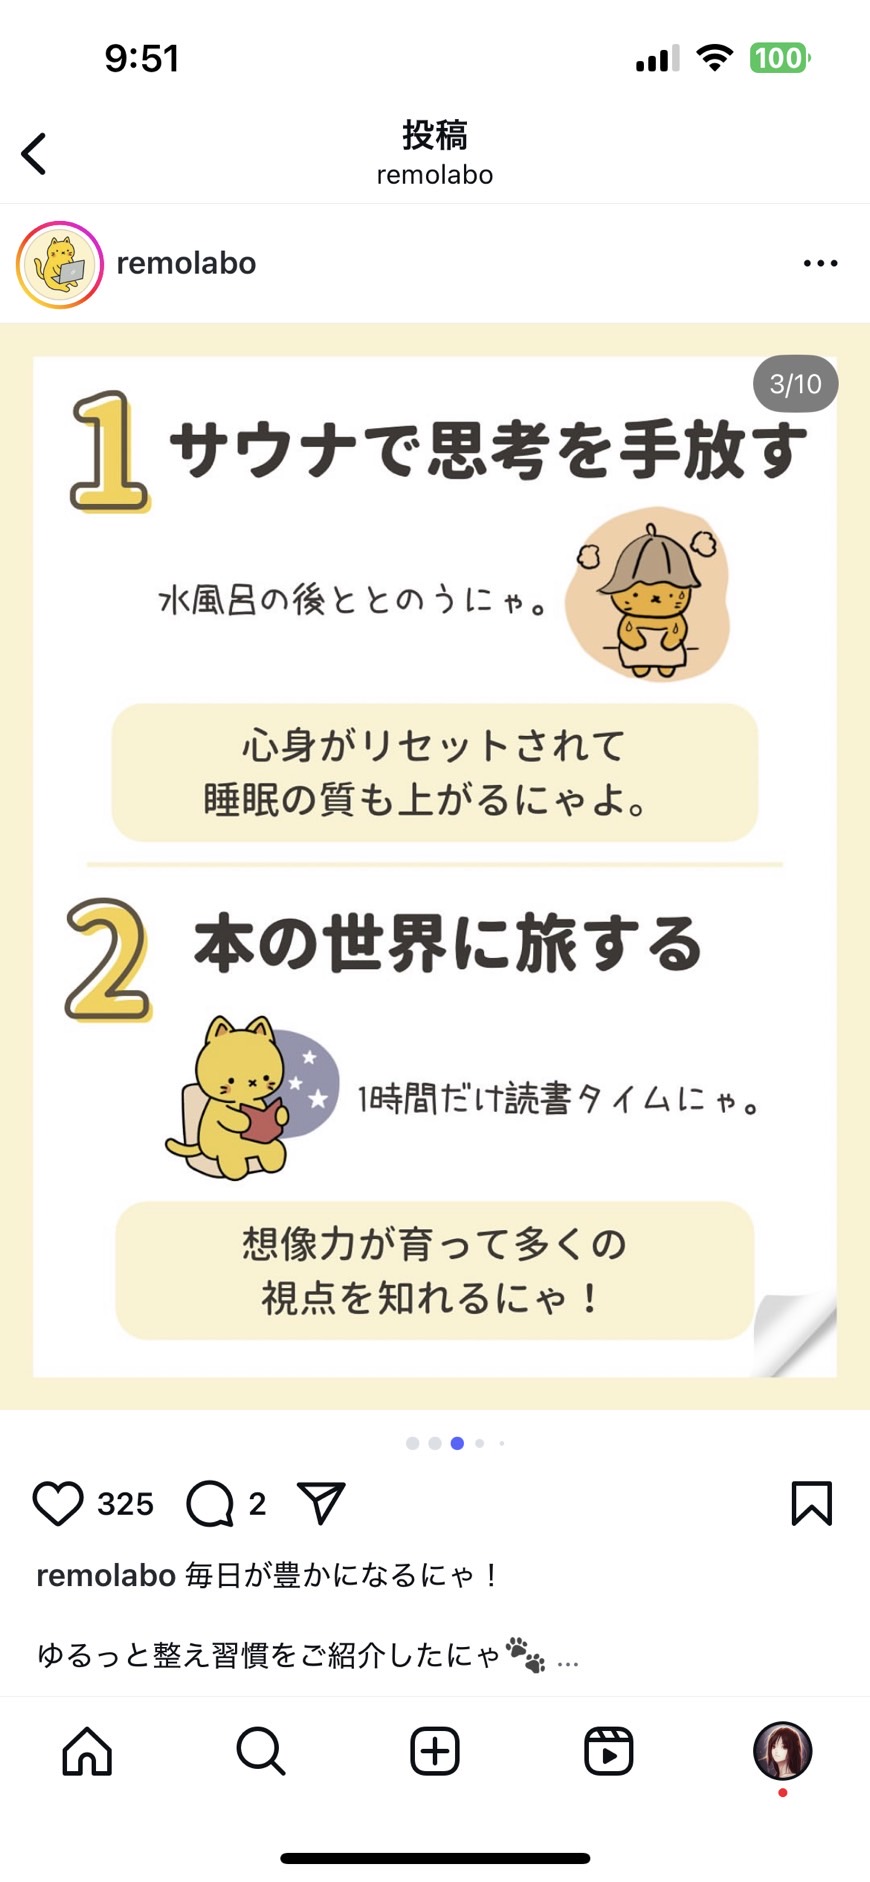 9:51
100
投稿
remolabo
remolabo
3/10
1 サウナで思考を手放す
水風呂の後ととのうにゃ。
心身がリセットされて
睡眠の質も上がるにゃよ。
2 本の世界に旅する
1時間だけ読書タイムにゃ。
想像力が育って多くの
視点を知れるにゃ！
325 2
remolabo 毎日が豊かになるにゃ！
ゆるっと整え習慣をご紹介したにゃ🐾 ...